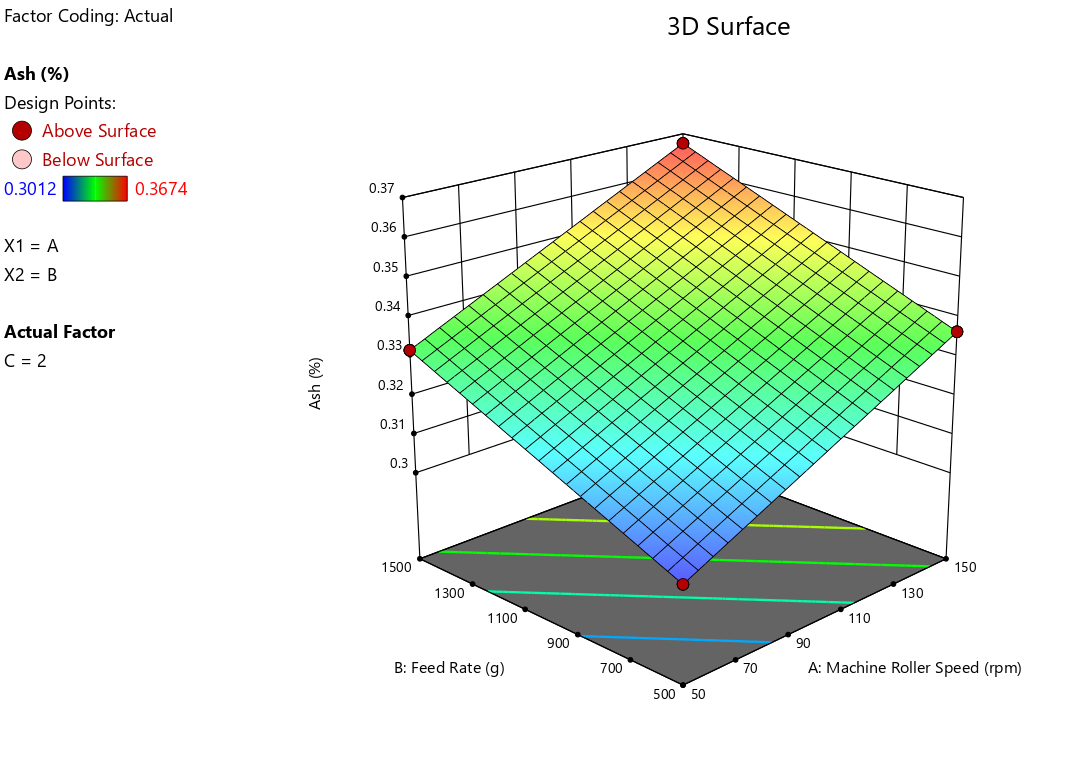 Factor Coding: Actual
3D Surface
Ash (%)
Design Points:
Above Surface
Below Surface
0.3012 0.3674
X1 = A
X2 = B
Actual Factor
C = 2
0.37
0.36
0.35
0.34
0.33
0.32
0.31
0.3
Ash (%)
1500
1300
1100
900
700
500
B: Feed Rate (g)
50
70
90
110
130
150
A: Machine Roller Speed (rpm)